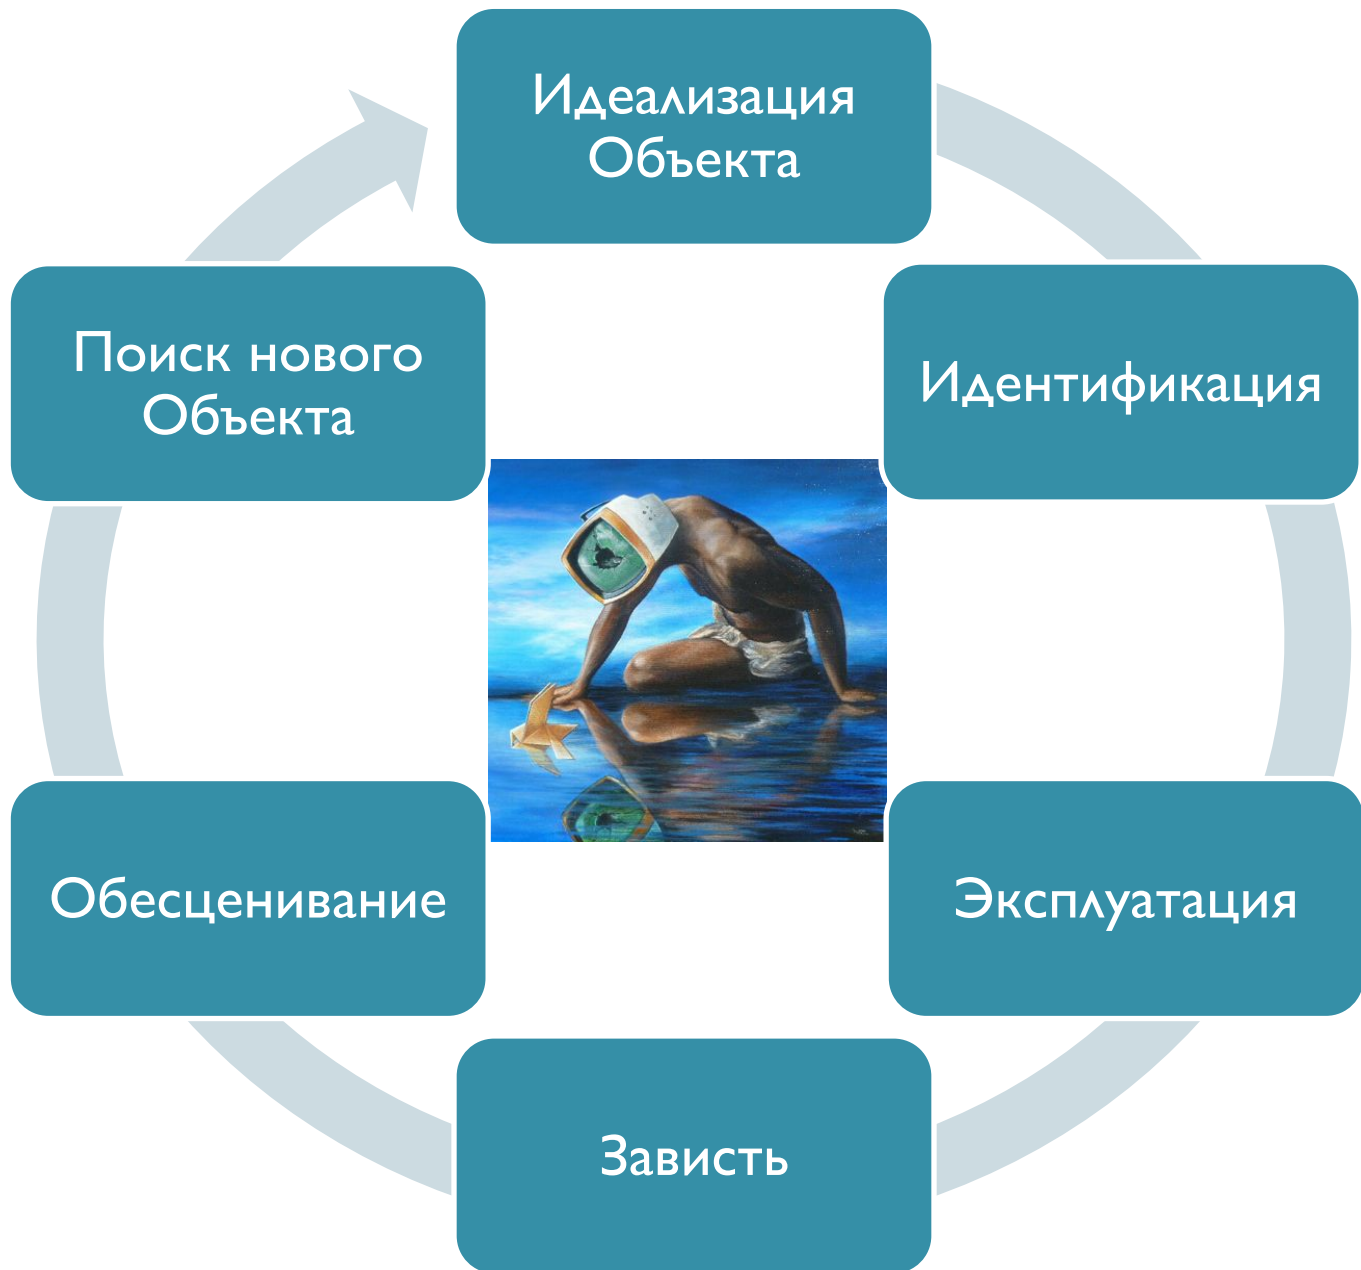 Идеализация
Объекта
Идентификация
Эксплуатация
Зависть
Обесценивание
Поиск нового
Объекта